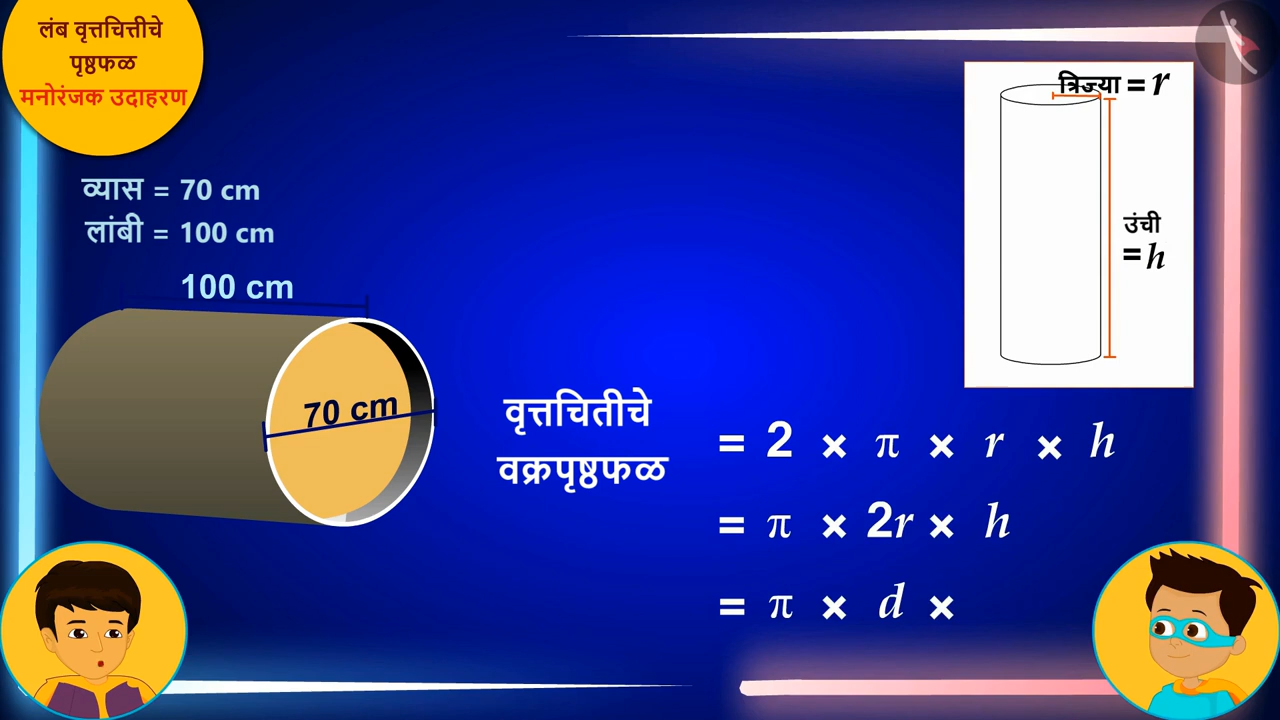 लंब वृत्तचित्तीचे
पृष्ठफळ
मनोरंजक उदाहरण
व्यास = 70 cm
लांबी = 100 cm
100 cm
70 cm
त्रिज्या = r
उंची
= h
वृत्तचितीचे
वक्रपृष्ठफळ
= 2 × π × r × h
= π × 2r × h
= π × d ×